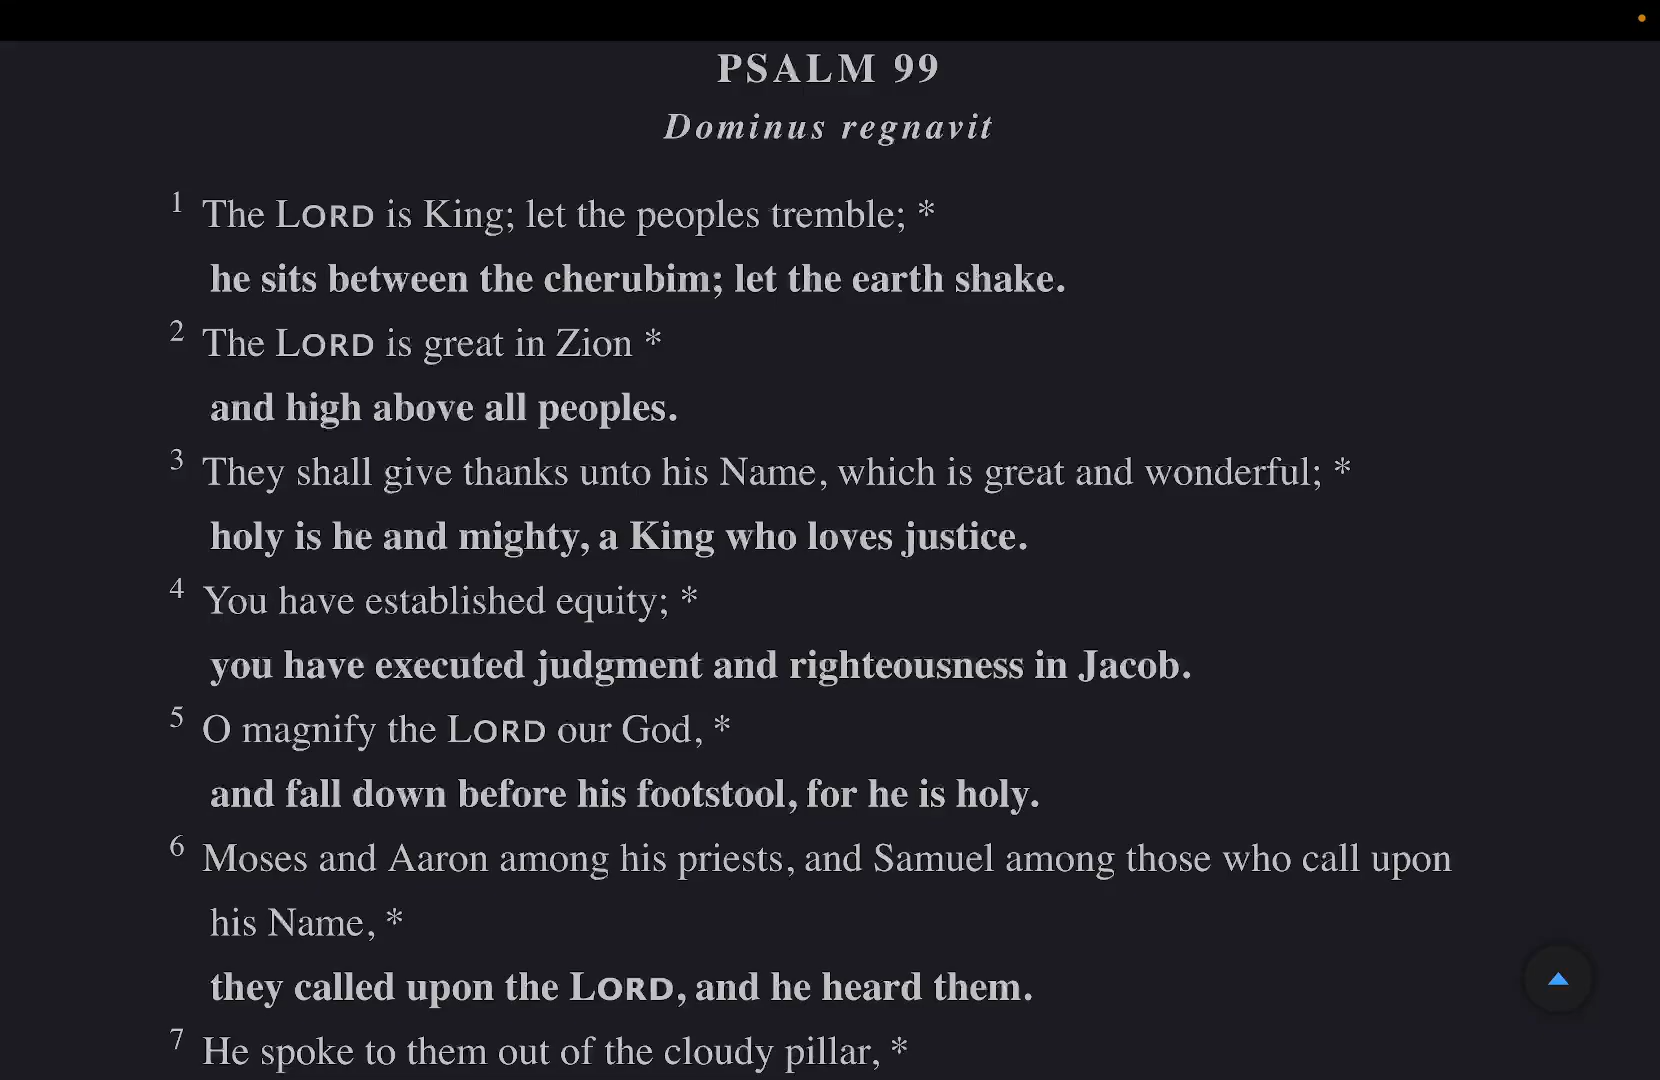 PSALM 99
Dominus regnavit
1 The LORD is King; let the peoples tremble; *
he sits between the cherubim; let the earth shake.
2 The LORD is great in Zion *
and high above all peoples.
3 They shall give thanks unto his Name, which is great and wonderful; *
holy is he and mighty, a King who loves justice.
4 You have established equity; *
you have executed judgment and righteousness in Jacob.
5 O magnify the LORD our God, *
and fall down before his footstool, for he is holy.
6 Moses and Aaron among his priests, and Samuel among those who call upon
his Name, *
they called upon the LORD, and he heard them.
7 He spoke to them out of the cloudy pillar, *